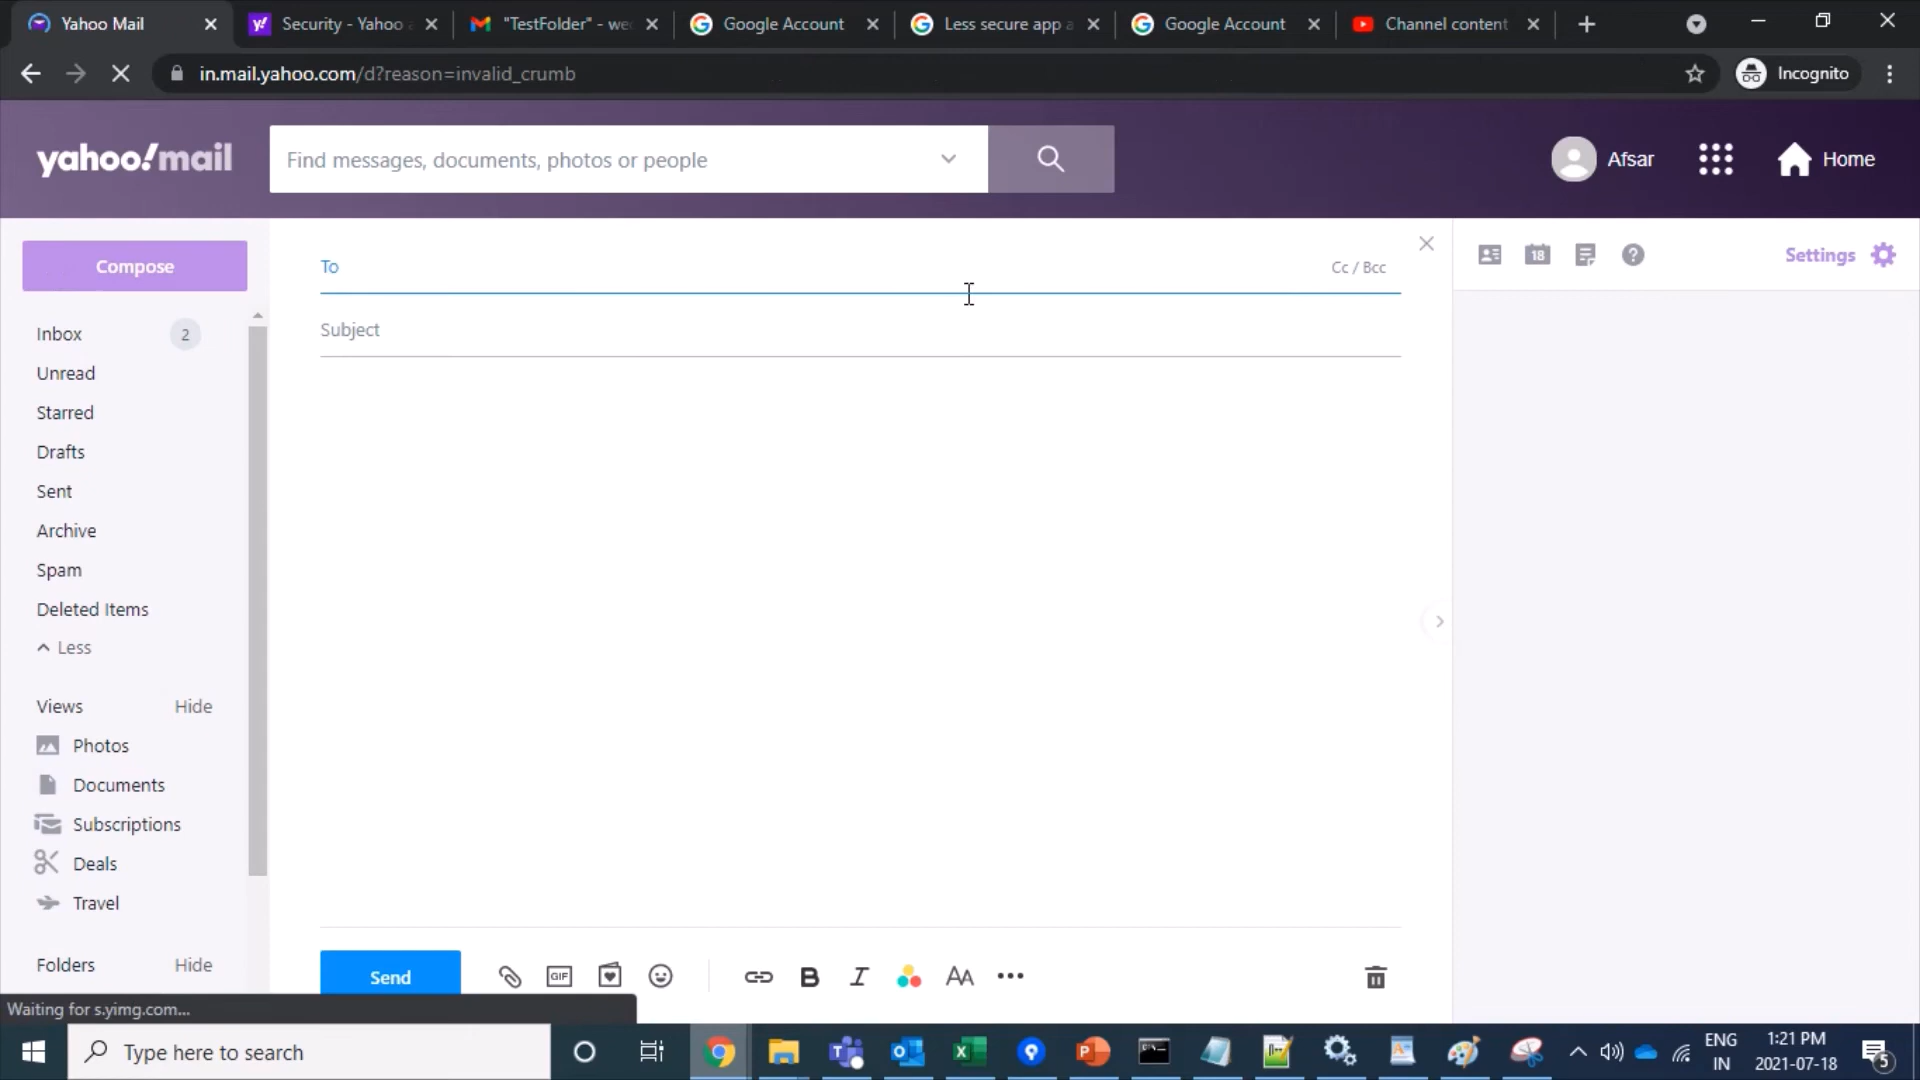 Yahoo Mail
Security - Yahoo
"TestFolder" - we
Google Account
Less secure app a
Google Account
Channel content
in.mail.yahoo.com/d?reason=invalid_crumb
Incognito
yahoo!mail
Find messages, documents, photos or people
Afsar
Home
Compose
To
Cc / Bcc
18
Settings
Subject
Inbox
2
Unread
Starred
Drafts
Sent
Archive
Spam
Deleted Items
Less
Views
Hide
Photos
Documents
Subscriptions
Deals
Travel
Folders
Hide
Send
GIF
Waiting for s.yimg.com...
Type here to search
ENG
IN
1:21 PM
2021-07-18
5